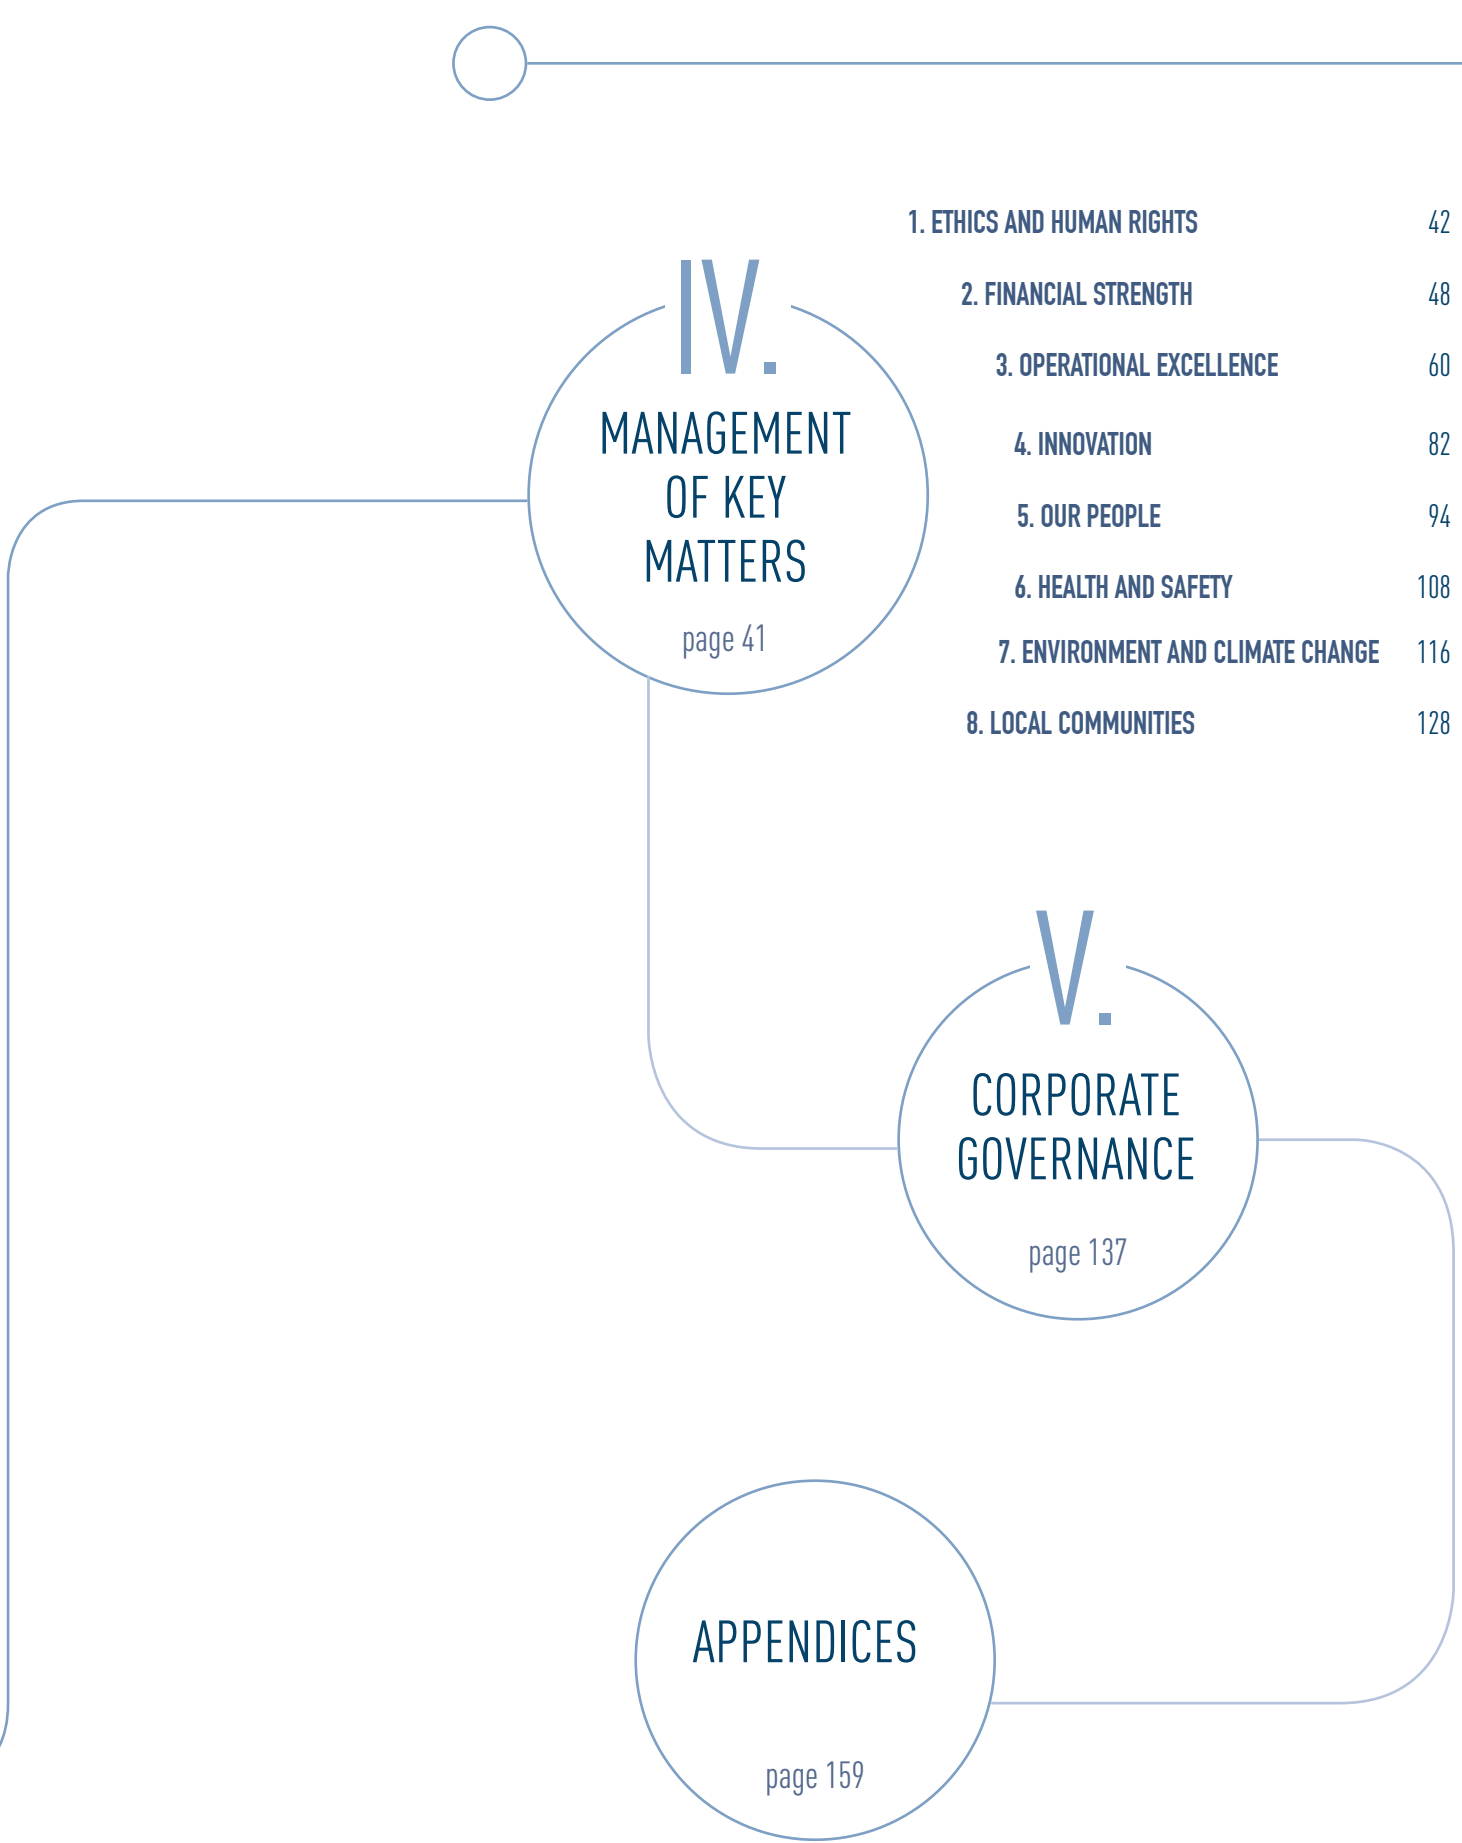 IV.
MANAGEMENT
OF KEY
MATTERS
page 41
1. ETHICS AND HUMAN RIGHTS 42
2. FINANCIAL STRENGTH 48
3. OPERATIONAL EXCELLENCE 60
4. INNOVATION 82
5. OUR PEOPLE 94
6. HEALTH AND SAFETY 108
7. ENVIRONMENT AND CLIMATE CHANGE 116
8. LOCAL COMMUNITIES 128
V.
CORPORATE
GOVERNANCE
page 137
APPENDICES
page 159